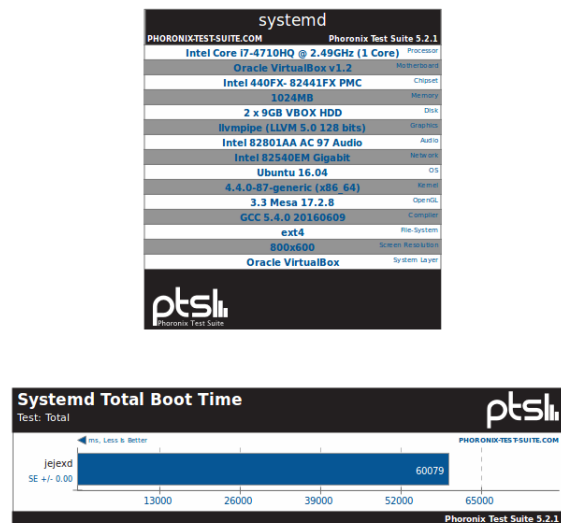 systemd
PHORONIX-TEST-SUITE.COM Phoronix Test Suite 5.2.1
Intel Core i7-4710HQ @ 2.49GHz (1 Core) Processor
Oracle VirtualBox v1.2 Motherboard
Intel 440FX- 82441FX PMC Chipset
1024MB Memory
2 x 9GB VBOX HDD Disk
llvmpipe (LLVM 5.0 128 bits) Graphics
Intel 82801AA AC 97 Audio Audio
Intel 82540EM Gigabit Network
Ubuntu 16.04 OS
4.4.0-87-generic (x86_64) Kernel
3.3 Mesa 17.2.8 OpenGL
GCC 5.4.0 20160609 Compiler
ext4 File-System
800x600 Screen Resolution
Oracle VirtualBox System Layer
pts
Phoronix Test Suite
Systemd Total Boot Time
Test: Total
pts
ms, Less Is Better PHORONIX-TEST-SUITE.COM
jejexd
SE +/- 0.00
60079
13000 26000 39000 52000 65000
Phoronix Test Suite 5.2.1